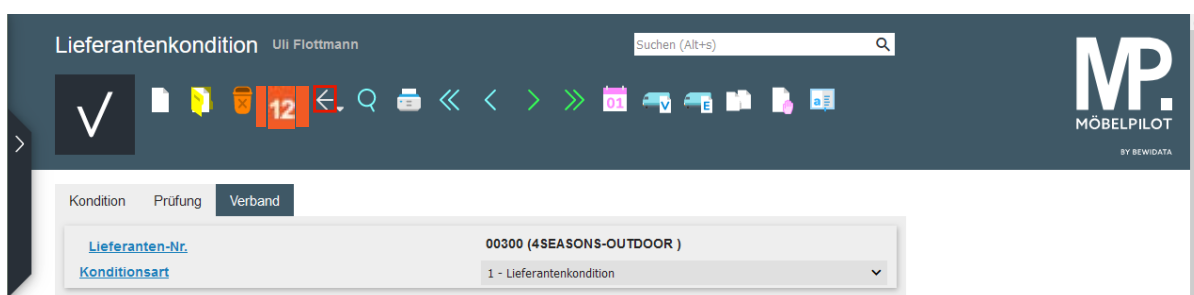 Lieferantenkondition Uli Flottmann
Suchen (Alt+s)
12
01
V
E
a
MP.
MÖBELPILOT
BY BEWIDATA
Kondition Prüfung Verband
Lieferanten-Nr. 00300 (4SEASONS-OUTDOOR )
Konditionsart 1 - Lieferantenkondition